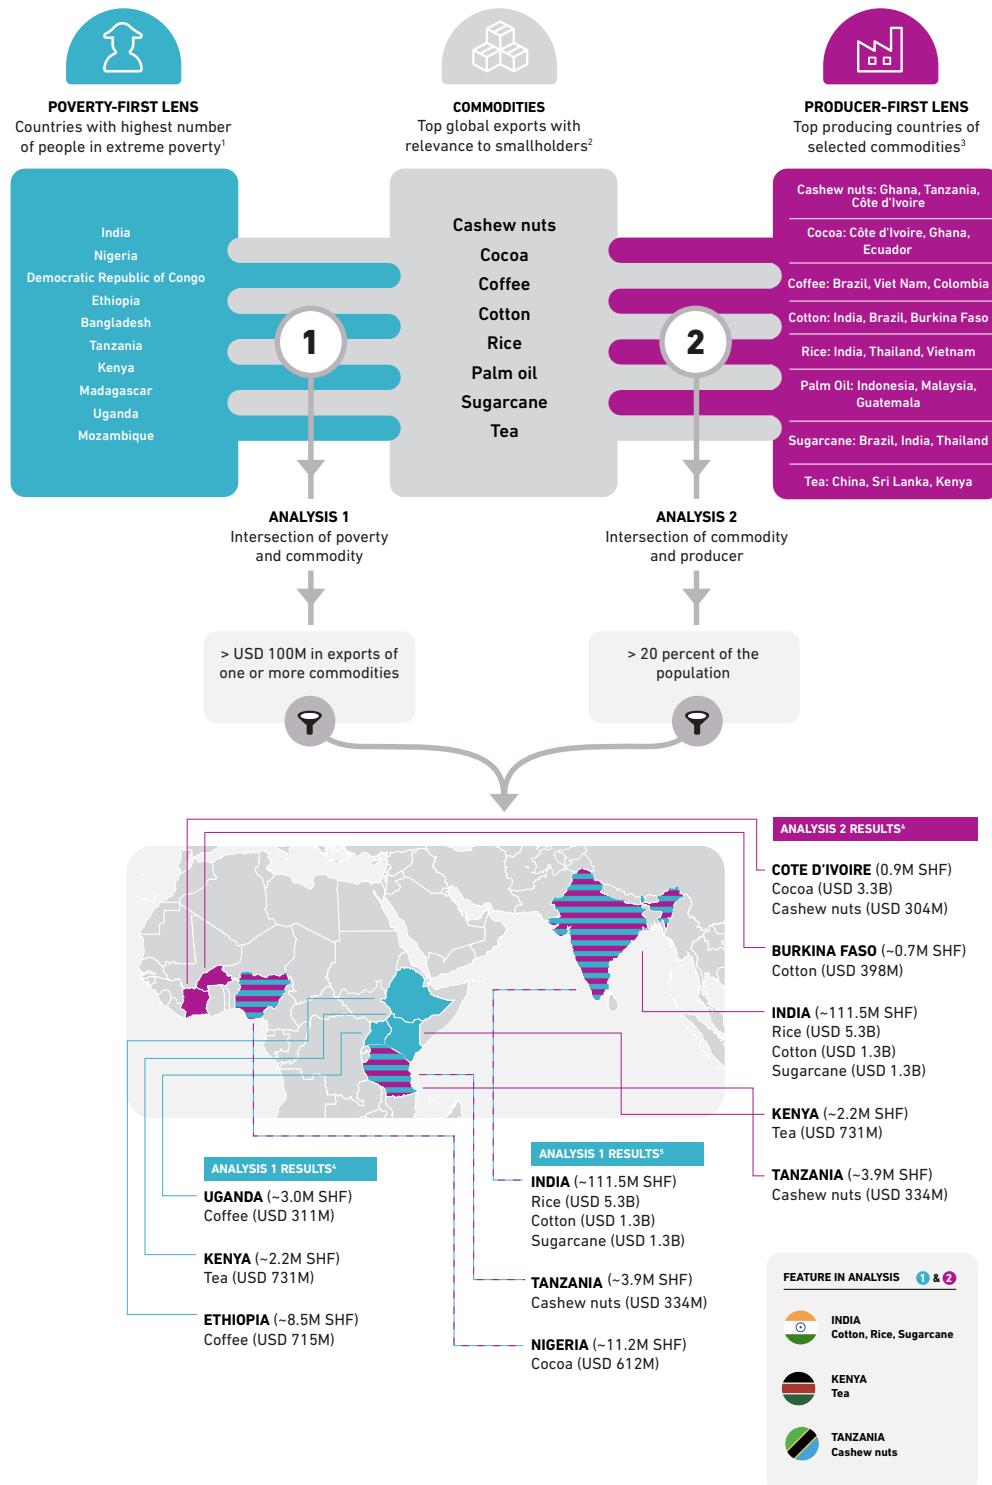 POVERTY-FIRST LENS
Countries with highest number
of people in extreme poverty1
COMMODITIES
Top global exports with
relevance to smallholders2
PRODUCER-FIRST LENS
Top producing countries of
selected commodities3
India
Nigeria
Democratic Republic of Congo
Ethiopia
Bangladesh
Tanzania
Kenya
Madagascar
Uganda
Mozambique
1
Cashew nuts
Cocoa
Coffee
Cotton
Rice
Palm oil
Sugarcane
Tea
2
Cashew nuts: Ghana, Tanzania,
Côte d'Ivoire
Cocoa: Côte d'Ivoire, Ghana,
Ecuador
Coffee: Brazil, Viet Nam, Colombia
Cotton: India, Brazil, Burkina Faso
Rice: India, Thailand, Vietnam
Palm Oil: Indonesia, Malaysia,
Guatemala
Sugarcane: Brazil, India, Thailand
Tea: China, Sri Lanka, Kenya
ANALYSIS 1
Intersection of poverty
and commodity
ANALYSIS 2
Intersection of commodity
and producer
> USD 100M in exports of
one or more commodities
> 20 percent of the
population
ANALYSIS 2 RESULTS4
COTE D'IVOIRE (0.9M SHF)
Cocoa (USD 3.3B)
Cashew nuts (USD 304M)
BURKINA FASO (~0.7M SHF)
Cotton (USD 398M)
INDIA (~111.5M SHF)
Rice (USD 5.3B)
Cotton (USD 1.3B)
Sugarcane (USD 1.3B)
KENYA (~2.2M SHF)
Tea (USD 731M)
TANZANIA (~3.9M SHF)
Cashew nuts (USD 334M)
ANALYSIS 1 RESULTS4
UGANDA (~3.0M SHF)
Coffee (USD 311M)
KENYA (~2.2M SHF)
Tea (USD 731M)
ETHIOPIA (~8.5M SHF)
Coffee (USD 715M)
ANALYSIS 1 RESULTS5
INDIA (~111.5M SHF)
Rice (USD 5.3B)
Cotton (USD 1.3B)
Sugarcane (USD 1.3B)
TANZANIA (~3.9M SHF)
Cashew nuts (USD 334M)
NIGERIA (~11.2M SHF)
Cocoa (USD 612M)
FEATURE IN ANALYSIS 1 & 2
INDIA
Cotton, Rice, Sugarcane
KENYA
Tea
TANZANIA
Cashew nuts